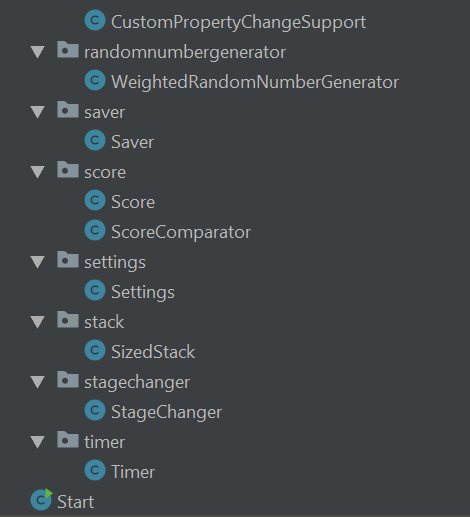 CustomPropertyChangeSupport
randomnumbergenerator
WeightedRandomNumberGenerator
saver
Saver
score
Score
ScoreComparator
settings
Settings
stack
SizedStack
stagechanger
StageChanger
timer
Timer
Start